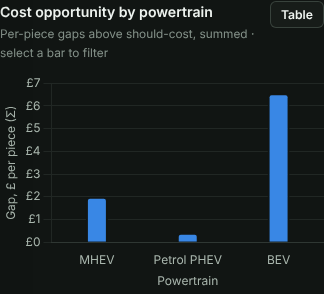 Cost opportunity by powertrain
Table
Per-piece gaps above should-cost, summed ·
select a bar to filter
Gap, £ per piece (Σ)
£7
£6
£5
£4
£3
£2
£1
£0
MHEV
Petrol PHEV
BEV
Powertrain